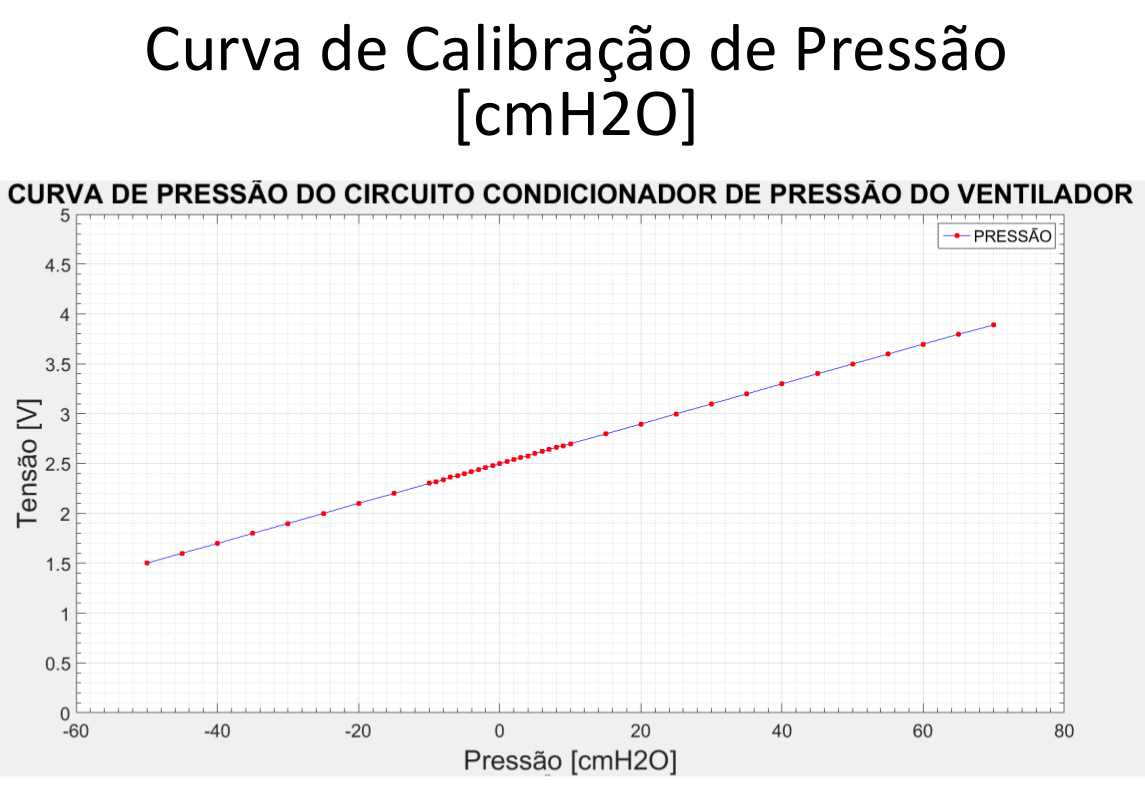 Curva de Calibração de Pressão
[cmH2O]
CURVA DE PRESSÃO DO CIRCUITO CONDICIONADOR DE PRESSÃO DO VENTILADOR
PRESSÃO
5
4.5
4
3.5
3
2.5
2
1.5
1
0.5
0
Tensão [V]
-60 -40 -20 0 20 40 60 80
Pressão [cmH2O]